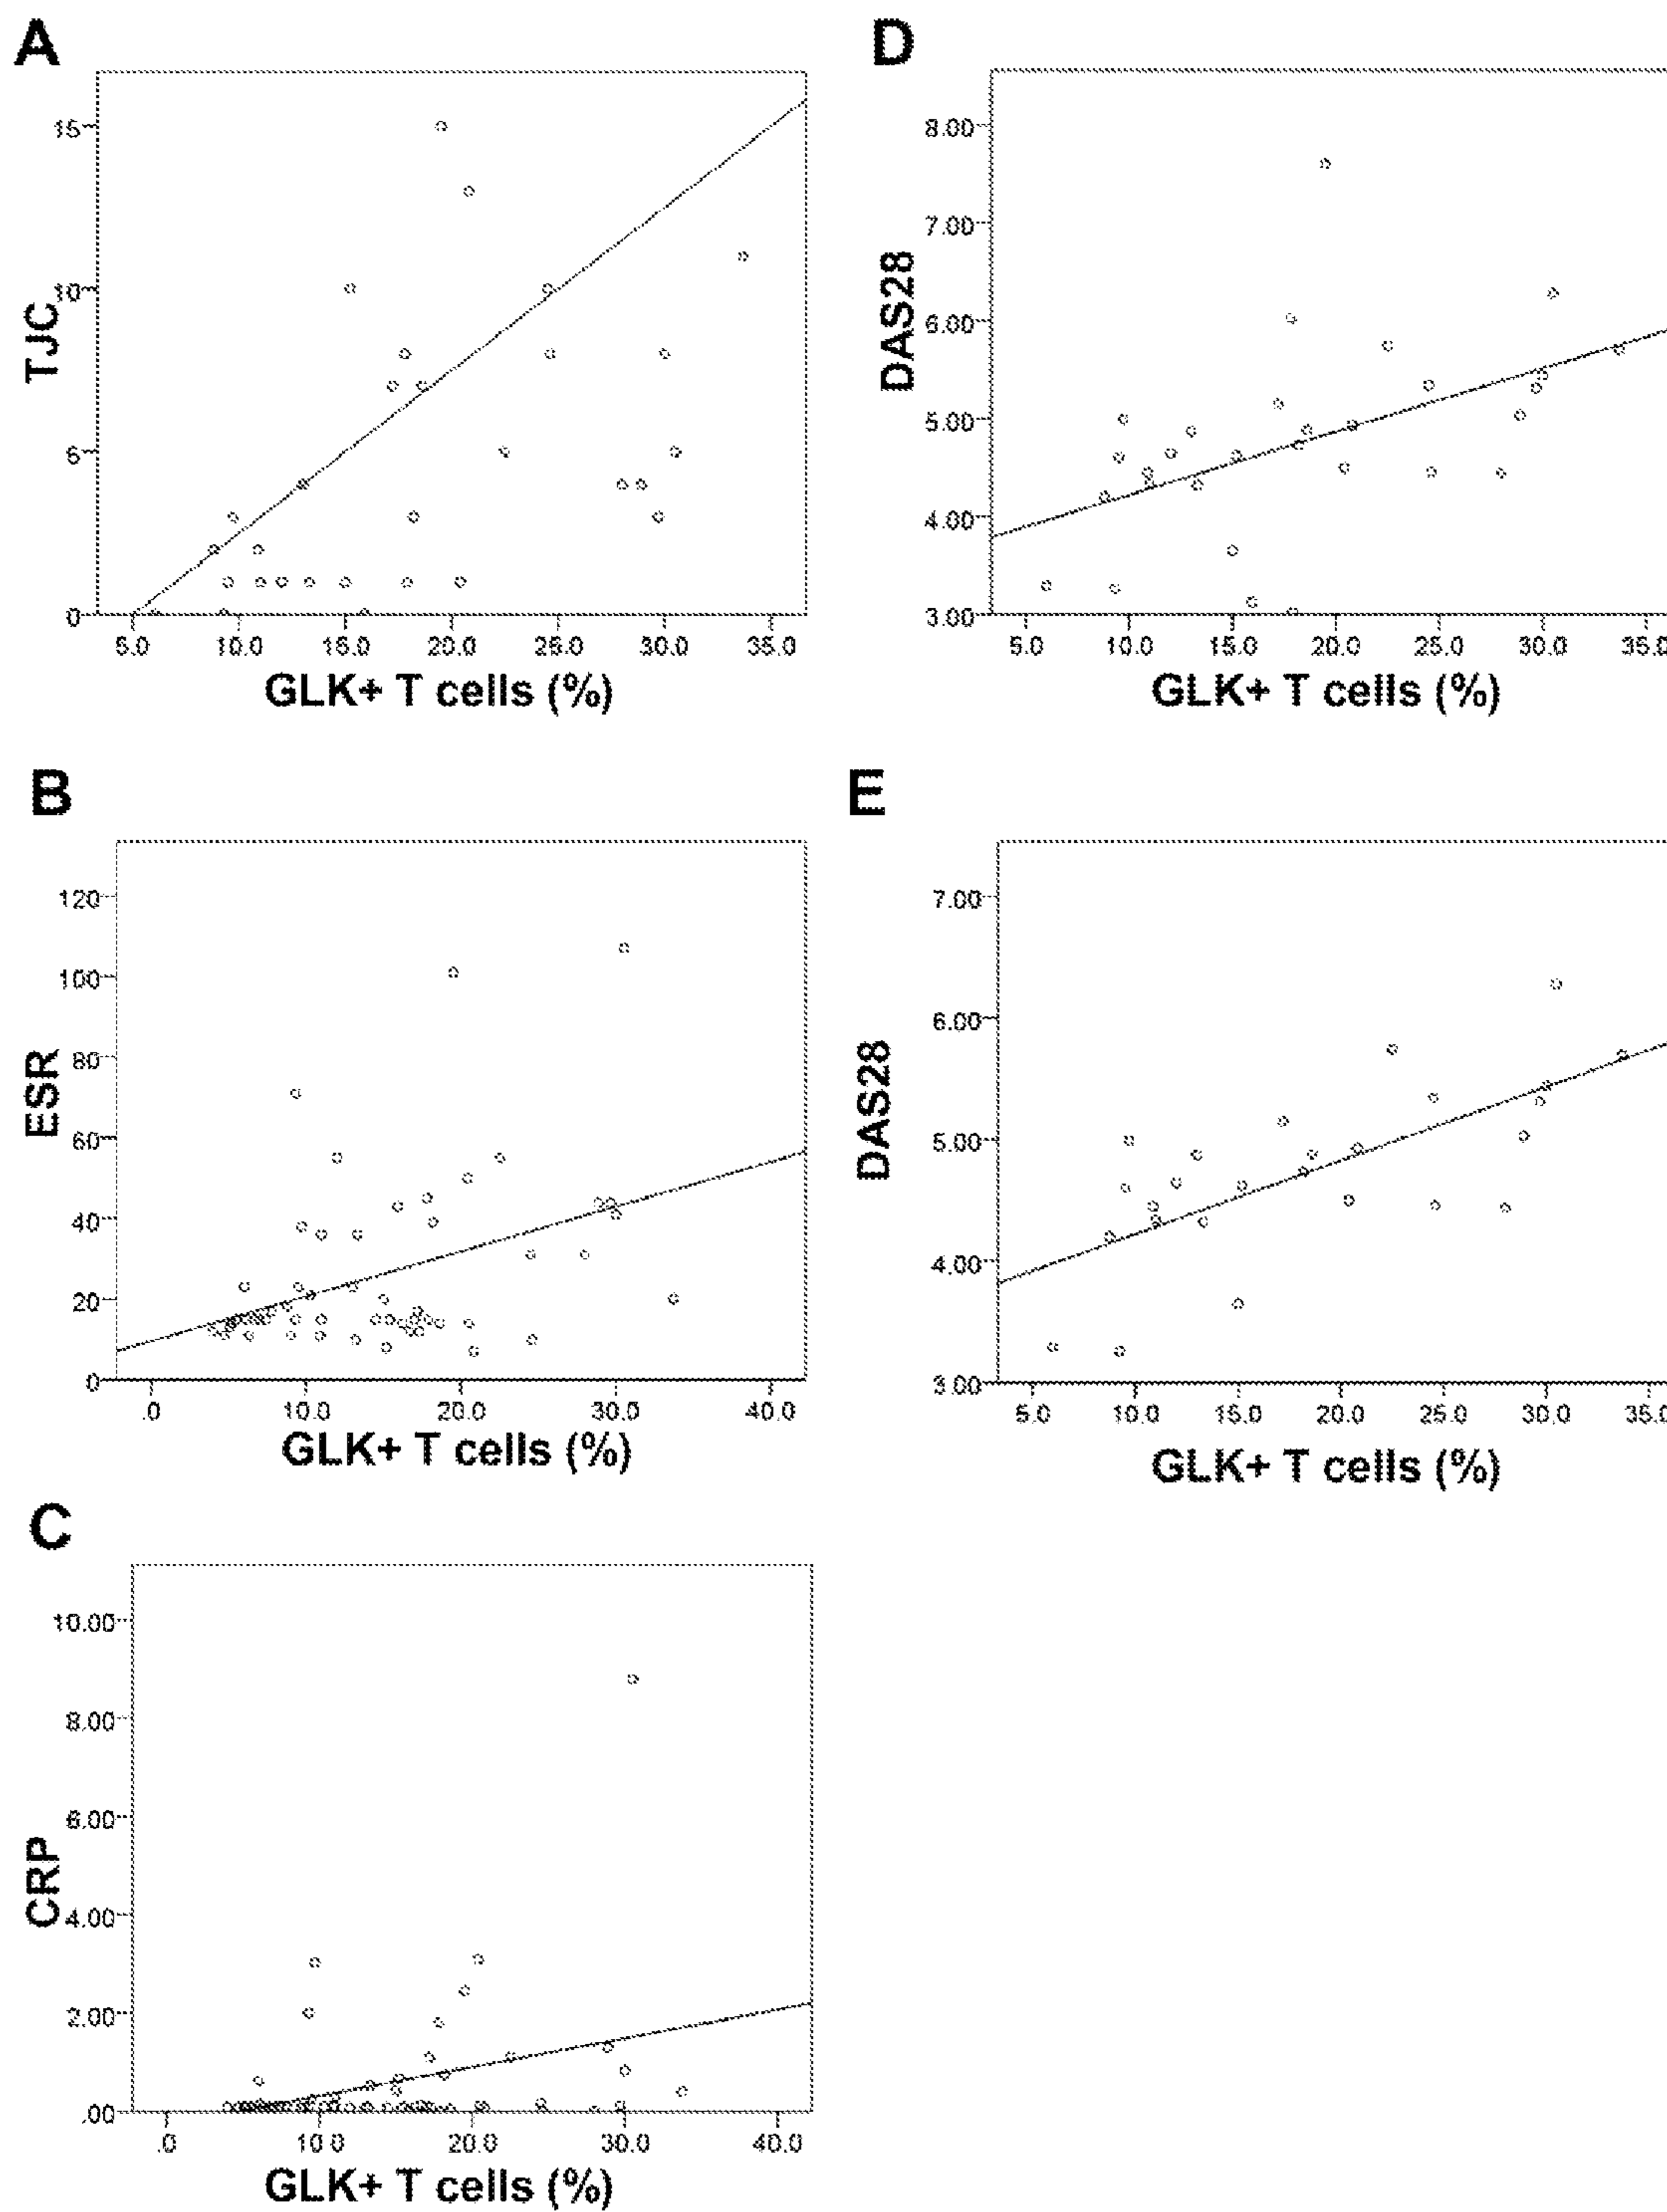 A
TJC
15
10
5
0
5.0 10.0 15.0 20.0 25.0 30.0 35.0
GLK+ T cells (%)
D
DAS28
8.00
7.00
6.00
5.00
4.00
3.00
5.0 10.0 15.0 20.0 25.0 30.0 35.0
GLK+ T cells (%)
B
ESR
120
100
80
60
40
20
0
.0 10.0 20.0 30.0 40.0
GLK+ T cells (%)
E
DAS28
7.00
6.00
5.00
4.00
3.00
5.0 10.0 15.0 20.0 25.0 30.0 35.0
GLK+ T cells (%)
C
CRP
10.00
8.00
6.00
4.00
2.00
.00
.0 10.0 20.0 30.0 40.0
GLK+ T cells (%)